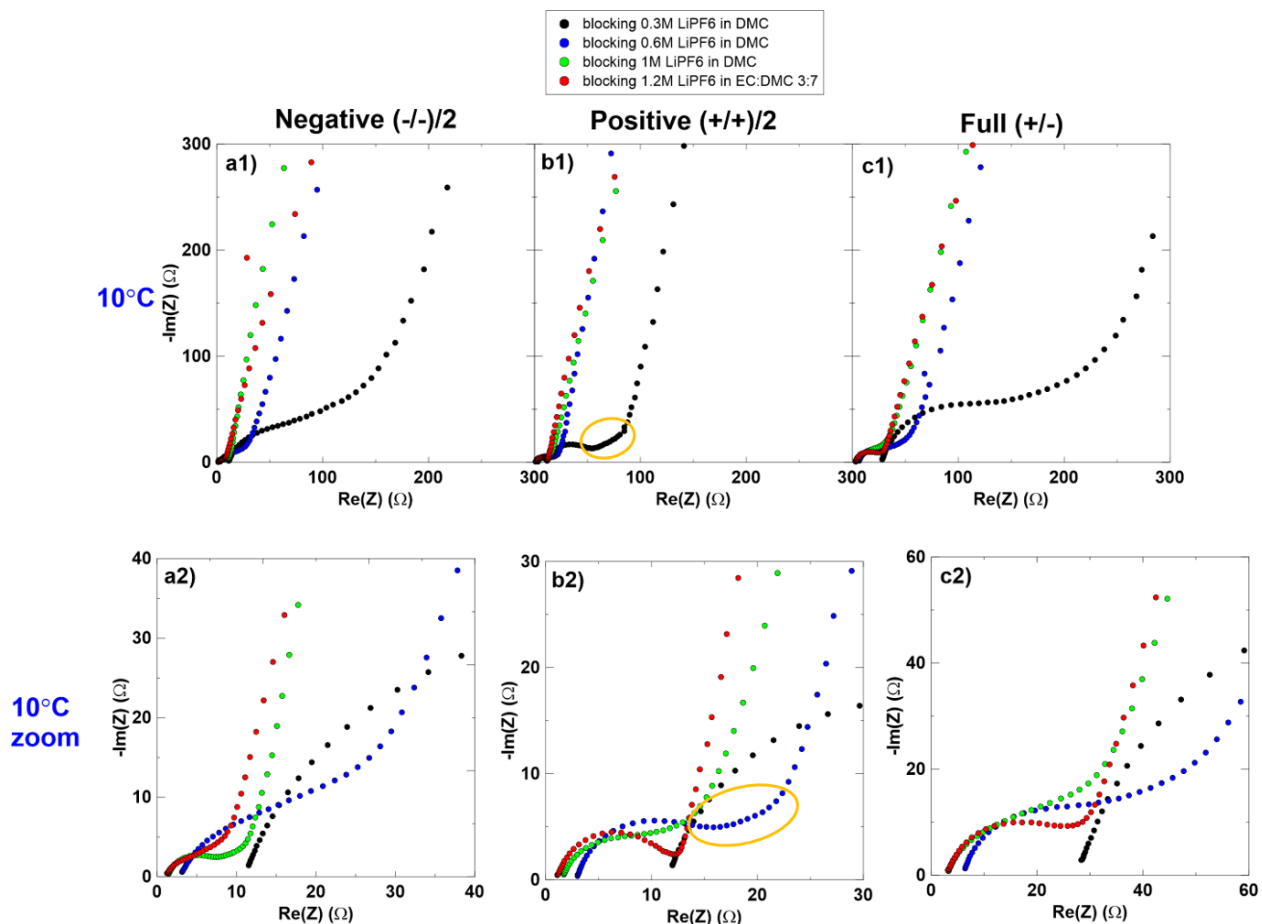 blocking 0.3M LiPF6 in DMC
blocking 0.6M LiPF6 in DMC
blocking 1M LiPF6 in DMC
blocking 1.2M LiPF6 in EC:DMC 3:7
Negative (-/-)/2
Positive (+/+)/2
Full (+/-)
10°C
a1)
300
200
100
0
-Im(Z) (Ω)
0
100
200
Re(Z) (Ω)
b1)
300
100
200
Re(Z) (Ω)
c1)
300
100
200
300
Re(Z) (Ω)
10°C
zoom
a2)
40
30
20
10
0
-Im(Z) (Ω)
0
10
20
30
40
Re(Z) (Ω)
b2)
30
20
10
0
-Im(Z) (Ω)
0
10
20
30
Re(Z) (Ω)
c2)
60
40
20
0
-Im(Z) (Ω)
0
20
40
60
Re(Z) (Ω)